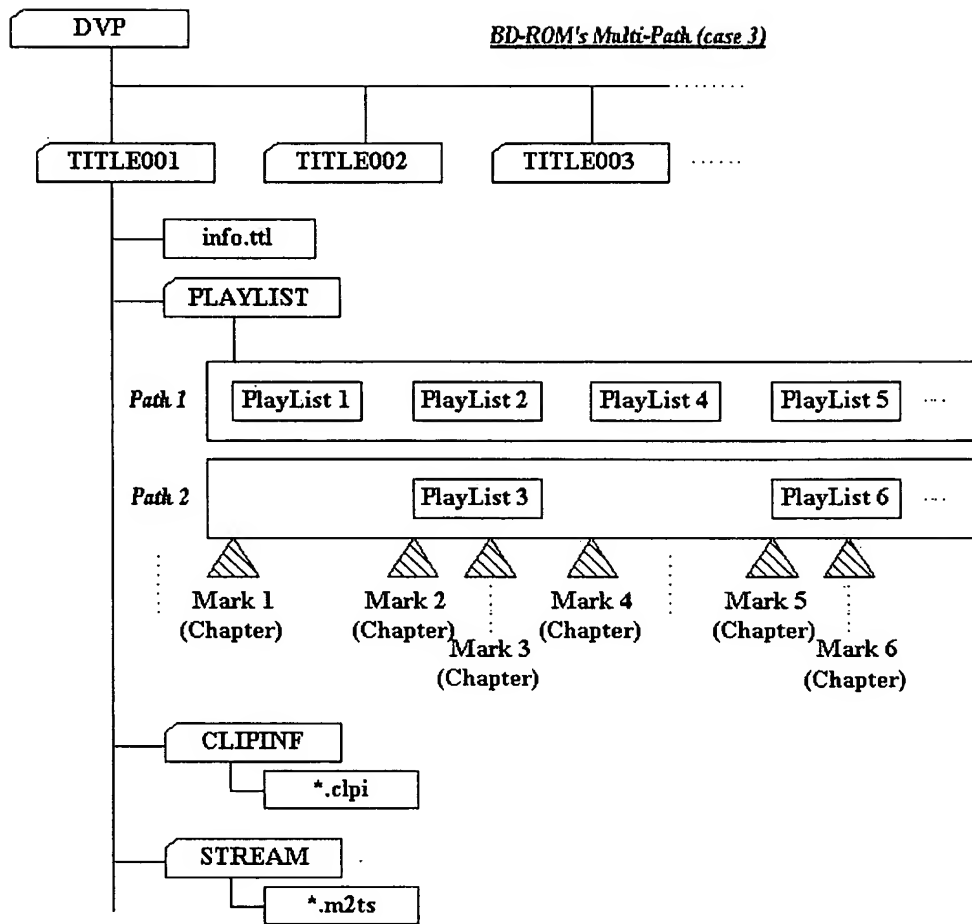 DVP
BD-ROM's Multi-Path (case 3)
TITLE001
TITLE002
TITLE003
info.ttl
PLAYLIST
Path 1
PlayList 1
PlayList 2
PlayList 4
PlayList 5
Path 2
PlayList 3
PlayList 6
Mark 1
(Chapter)
Mark 2
(Chapter)
Mark 3
(Chapter)
Mark 4
(Chapter)
Mark 5
(Chapter)
Mark 6
(Chapter)
CLIPINF
*.clpi
STREAM
*.m2ts